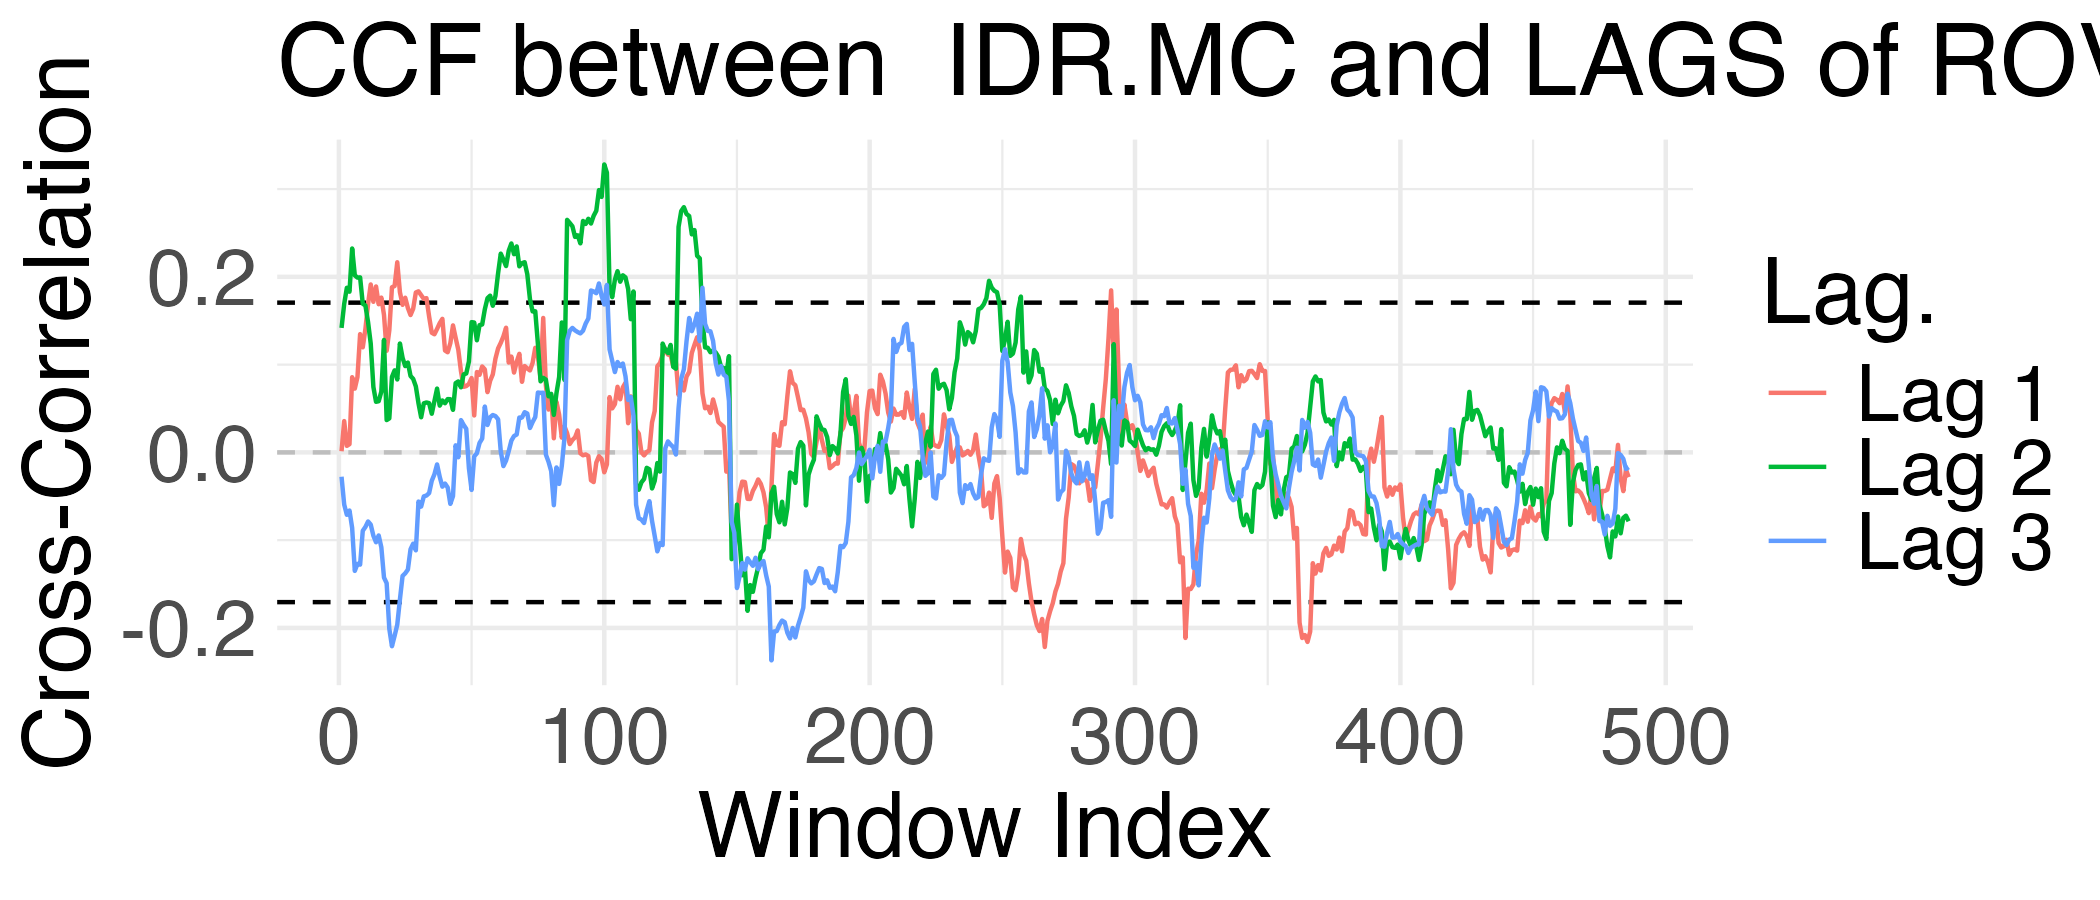 CCF between IDR.MC and LAGS of ROV
Cross-Correlation
0.2
0.0
-0.2
0
100
200
300
400
500
Window Index
Lag.
Lag 1
Lag 2
Lag 3